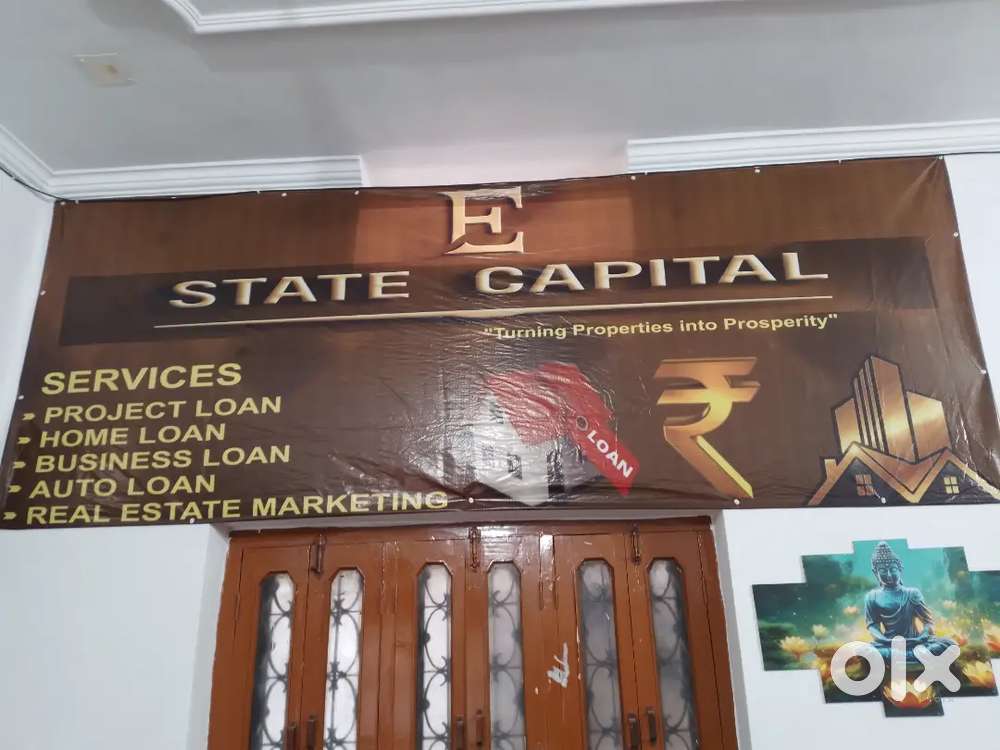 E
STATE CAPITAL
"Turning Properties into Prosperity"
SERVICES
» PROJECT LOAN
» HOME LOAN
» BUSINESS LOAN
» AUTO LOAN
» REAL ESTATE MARKETING
LOAN
₹
olx